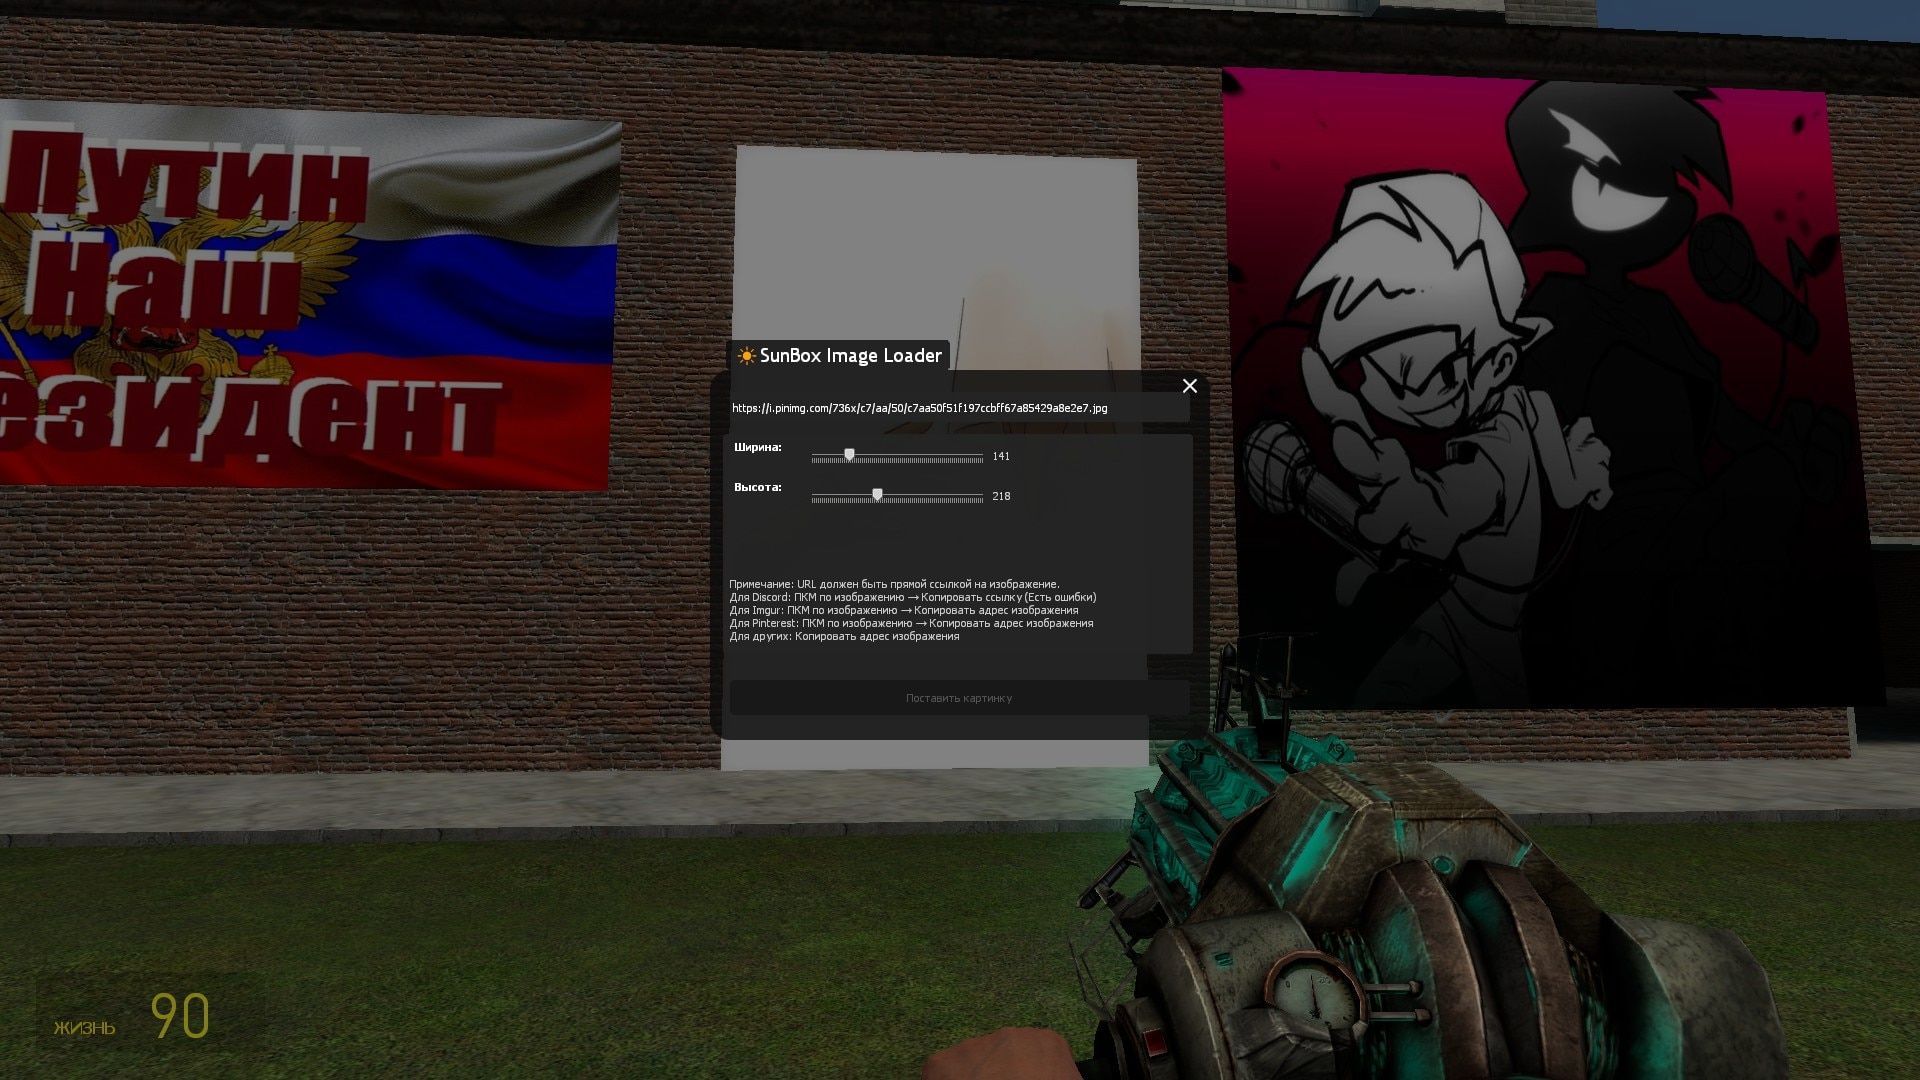 Путин
Наш
езидент
SunBox Image Loader
https://i.pinimg.com/736x/c7/aa/50/c7aa50f51f197ccbff67a85429a8e2e7.jpg
Ширина:
141
Высота:
218
Примечание: URL должен быть прямой ссылкой на изображение.
Для Discord: ПКМ по изображению → Копировать ссылку (Есть ошибки)
Для Imgur: ПКМ по изображению → Копировать адрес изображения
Для Pinterest: ПКМ по изображению → Копировать адрес изображения
Для других: Копировать адрес изображения
Поставить картинку
ЖИЗНЬ 90